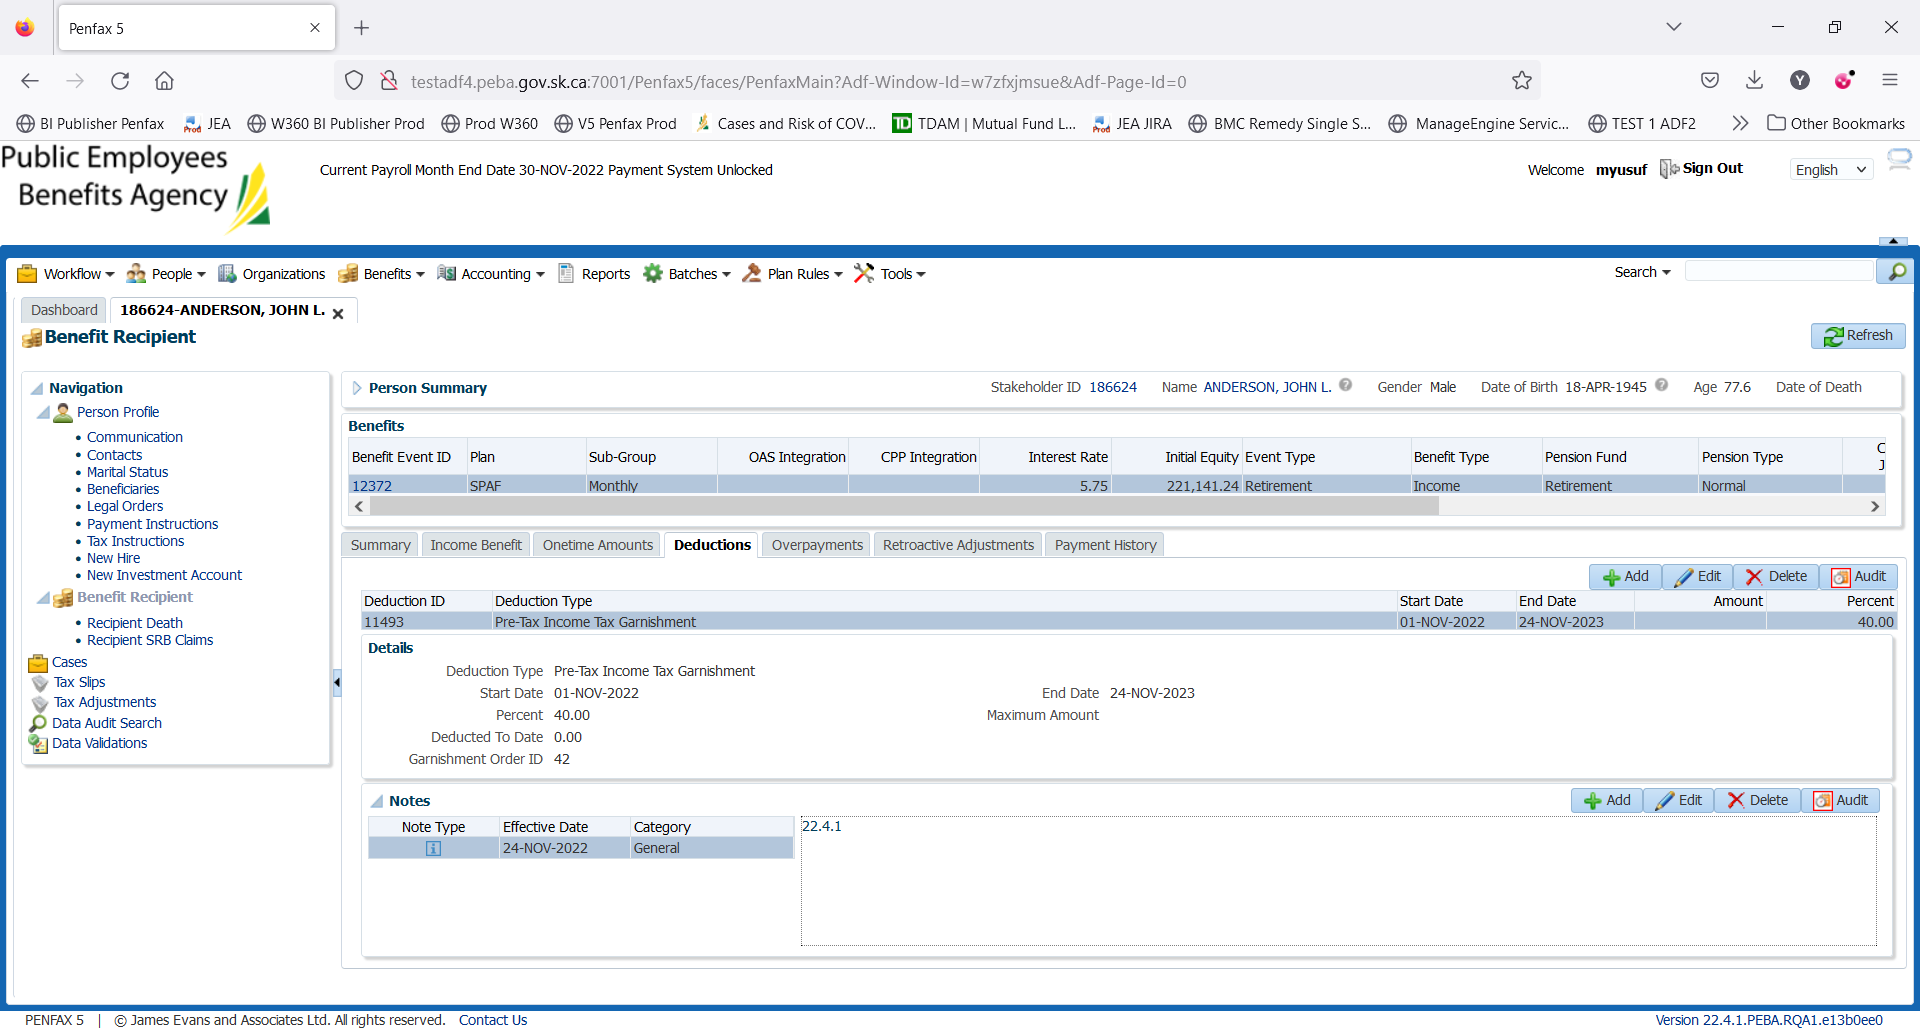 Penfax 5
testadf4.peba.gov.sk.ca:7001/Penfax5/faces/PenfaxMain?Adf-Window-Id=w7zfxjmsue&Adf-Page-Id=0
BI Publisher Penfax JEA W360 BI Publisher Prod Prod W360 V5 Penfax Prod Cases and Risk of COV... TDAM | Mutual Fund L... JEA JIRA BMC Remedy Single S... ManageEngine Servic... TEST 1 ADF2 Other Bookmarks
Public Employees
Benefits Agency
Current Payroll Month End Date 30-NOV-2022 Payment System Unlocked
Welcome myusuf Sign Out English
Workflow People Organizations Benefits Accounting Reports Batches Plan Rules Tools Search
Dashboard 186624-ANDERSON, JOHN L.
Benefit Recipient
Refresh
Navigation
Person Profile
Communication
Contacts
Marital Status
Beneficiaries
Legal Orders
Payment Instructions
Tax Instructions
New Hire
New Investment Account
Benefit Recipient
Recipient Death
Recipient SRB Claims
Cases
Tax Slips
Tax Adjustments
Data Audit Search
Data Validations
Person Summary Stakeholder ID 186624 Name ANDERSON, JOHN L. Gender Male Date of Birth 18-APR-1945 Age 77.6 Date of Death
Benefits
Benefit Event ID Plan Sub-Group OAS Integration CPP Integration Interest Rate Initial Equity Event Type Benefit Type Pension Fund Pension Type
12372 SPAF Monthly 5.75 221,141.24 Retirement Income Retirement Normal
Summary Income Benefit Onetime Amounts Deductions Overpayments Retroactive Adjustments Payment History
Add Edit Delete Audit
Deduction ID Deduction Type Start Date End Date Amount Percent
11493 Pre-Tax Income Tax Garnishment 01-NOV-2022 24-NOV-2023 40.00
Details
Deduction Type Pre-Tax Income Tax Garnishment
Start Date 01-NOV-2022 End Date 24-NOV-2023
Percent 40.00 Maximum Amount
Deducted To Date 0.00
Garnishment Order ID 42
Notes
Add Edit Delete Audit
Note Type Effective Date Category
24-NOV-2022 General
22.4.1
PENFAX 5 | © James Evans and Associates Ltd. All rights reserved. Contact Us
Version 22.4.1.PEBA.RQA1.e13b0ee0